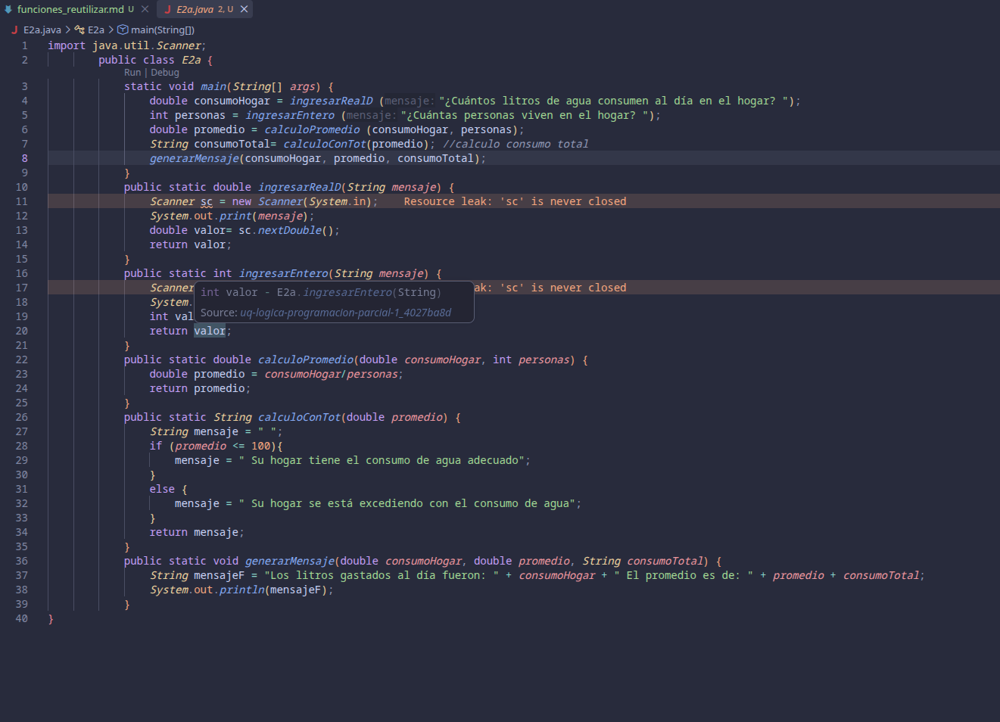 funciones_reutilizar.md U
E2a.java 2, U
E2a.java > E2a > main(String[])
1 import java.util.Scanner;
2 public class E2a {
Run | Debug
3 static void main(String[] args) {
4 double consumoHogar = ingresarRealD (mensaje: "¿Cuántos litros de agua consumen al día en el hogar? ");
5 int personas = ingresarEntero (mensaje: "¿Cuántas personas viven en el hogar? ");
6 double promedio = calculoPromedio (consumoHogar, personas);
7 String consumoTotal= calculoConTot(promedio); //calculo consumo total
8 generarMensaje(consumoHogar, promedio, consumoTotal);
9 }
10 public static double ingresarRealD(String mensaje) {
11 Scanner sc = new Scanner(System.in); Resource leak: 'sc' is never closed
12 System.out.print(mensaje);
13 double valor= sc.nextDouble();
14 return valor;
15 }
16 public static int ingresarEntero(String mensaje) {
17 Scanner ak: 'sc' is never closed
int valor - E2a.ingresarEntero(String)
18 System.
Source: uq-logica-programacion-parcial-1_4027ba8d
19 int val
20 return valor;
21 }
22 public static double calculoPromedio(double consumoHogar, int personas) {
23 double promedio = consumoHogar/personas;
24 return promedio;
25 }
26 public static String calculoConTot(double promedio) {
27 String mensaje = " ";
28 if (promedio <= 100){
29 mensaje = " Su hogar tiene el consumo de agua adecuado";
30 }
31 else {
32 mensaje = " Su hogar se está excediendo con el consumo de agua";
33 }
34 return mensaje;
35 }
36 public static void generarMensaje(double consumoHogar, double promedio, String consumoTotal) {
37 String mensajeF = "Los litros gastados al día fueron: " + consumoHogar + " El promedio es de: " + promedio + consumoTotal;
38 System.out.println(mensajeF);
39 }
40 }